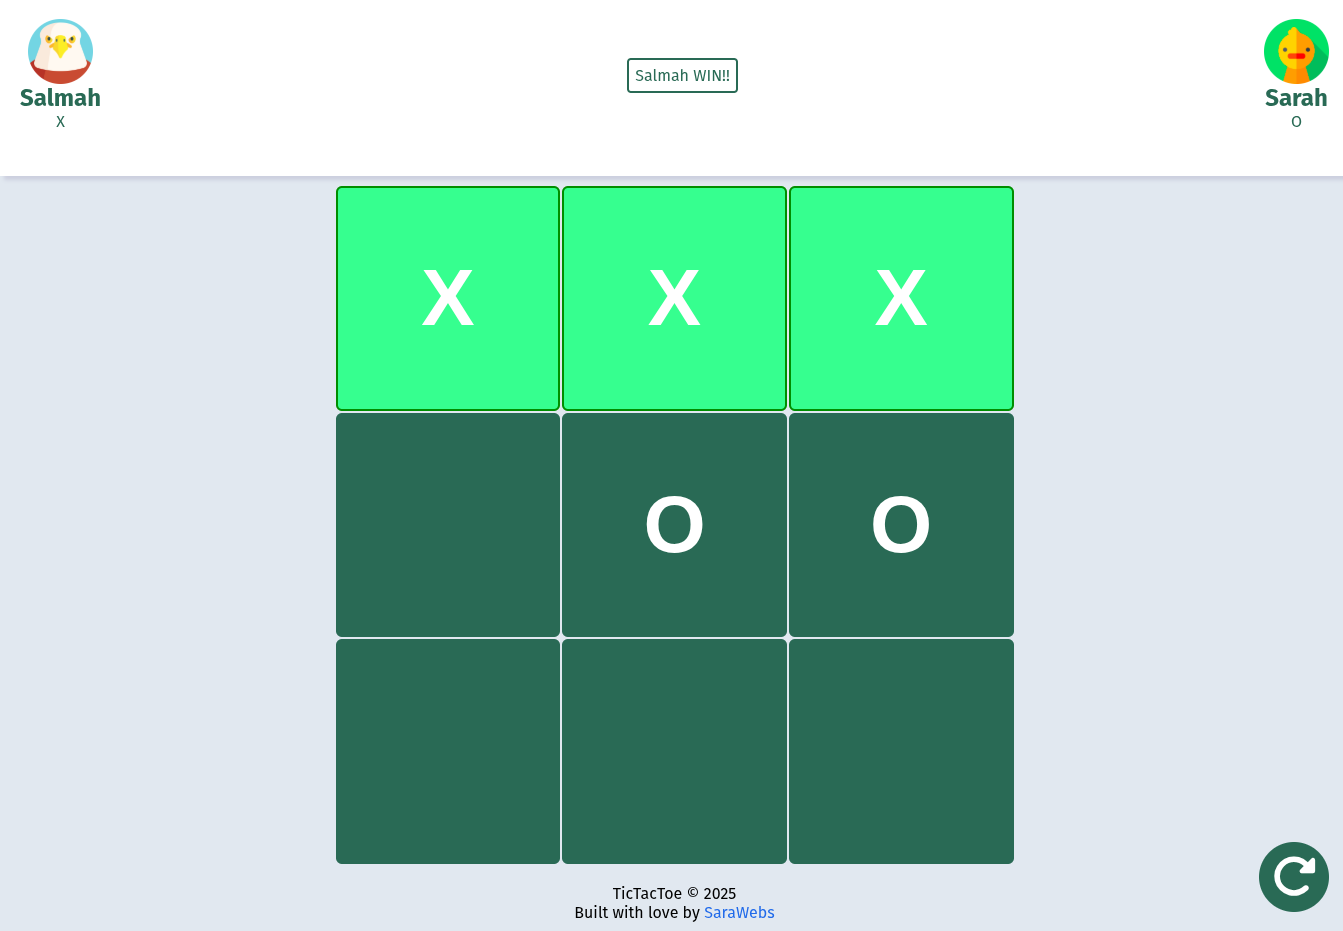 Salmah
X
Salmah WIN!!
Sarah
O
X X X
O O
TicTacToe © 2025
Built with love by SaraWebs